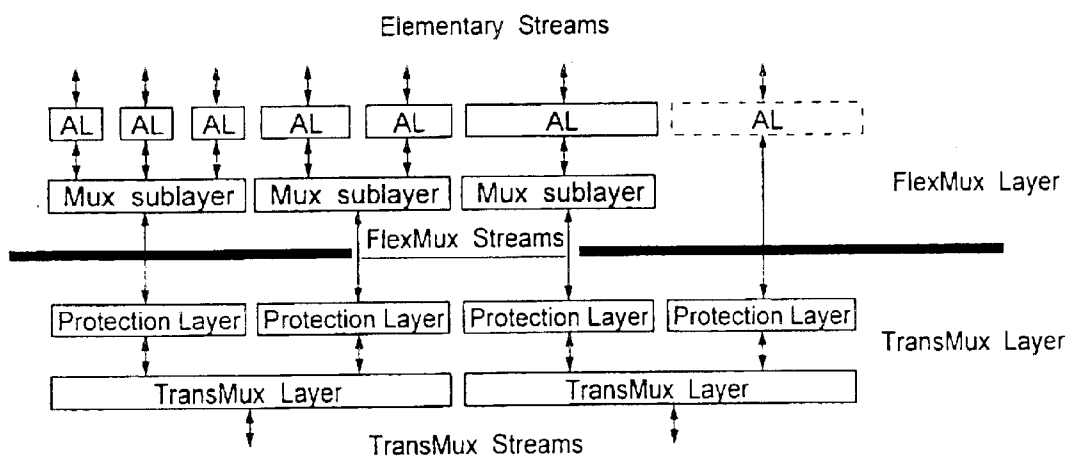 Elementary Streams
AL AL AL AL AL AL AL
Mux sublayer Mux sublayer Mux sublayer
FlexMux Layer
FlexMux Streams
Protection Layer Protection Layer Protection Layer Protection Layer
TransMux Layer
TransMux Layer TransMux Layer
TransMux Streams